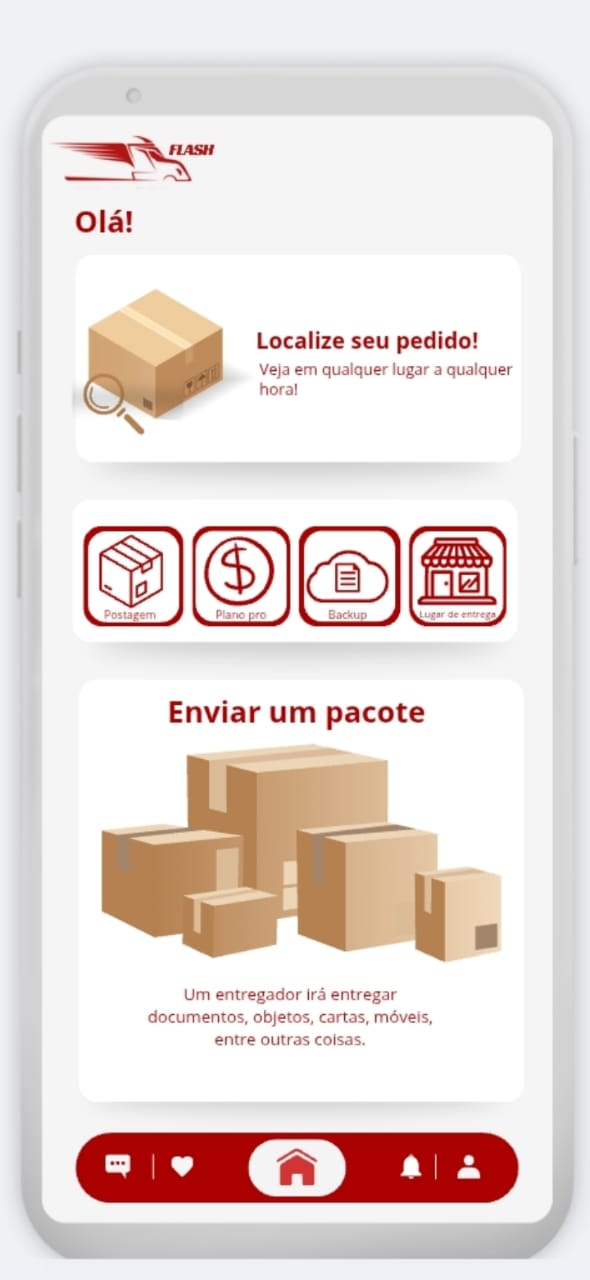 FLASH
Olá!
Localize seu pedido!
Veja em qualquer lugar a qualquer
hora!
Postagem
Plano pro
Backup
Lugar de entrega
Enviar um pacote
Um entregador irá entregar
documentos, objetos, cartas, móveis,
entre outras coisas.